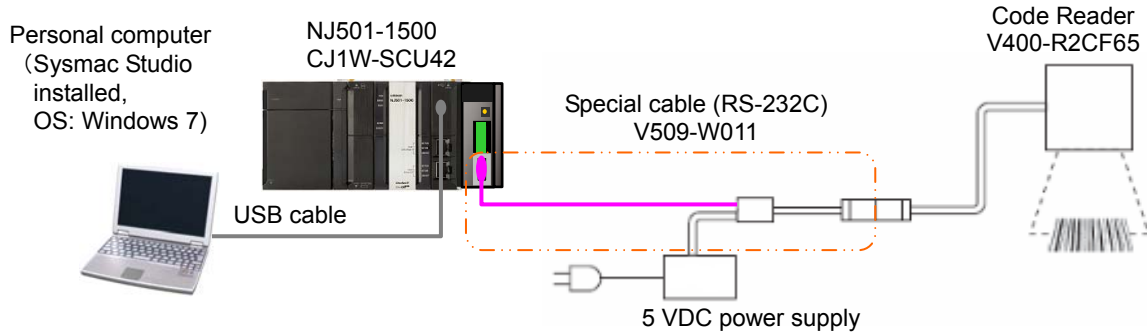 Personal computer
（Sysmac Studio
installed,
OS: Windows 7)
NJ501-1500
CJ1W-SCU42
Code Reader
V400-R2CF65
Special cable (RS-232C)
V509-W011
USB cable
5 VDC power supply